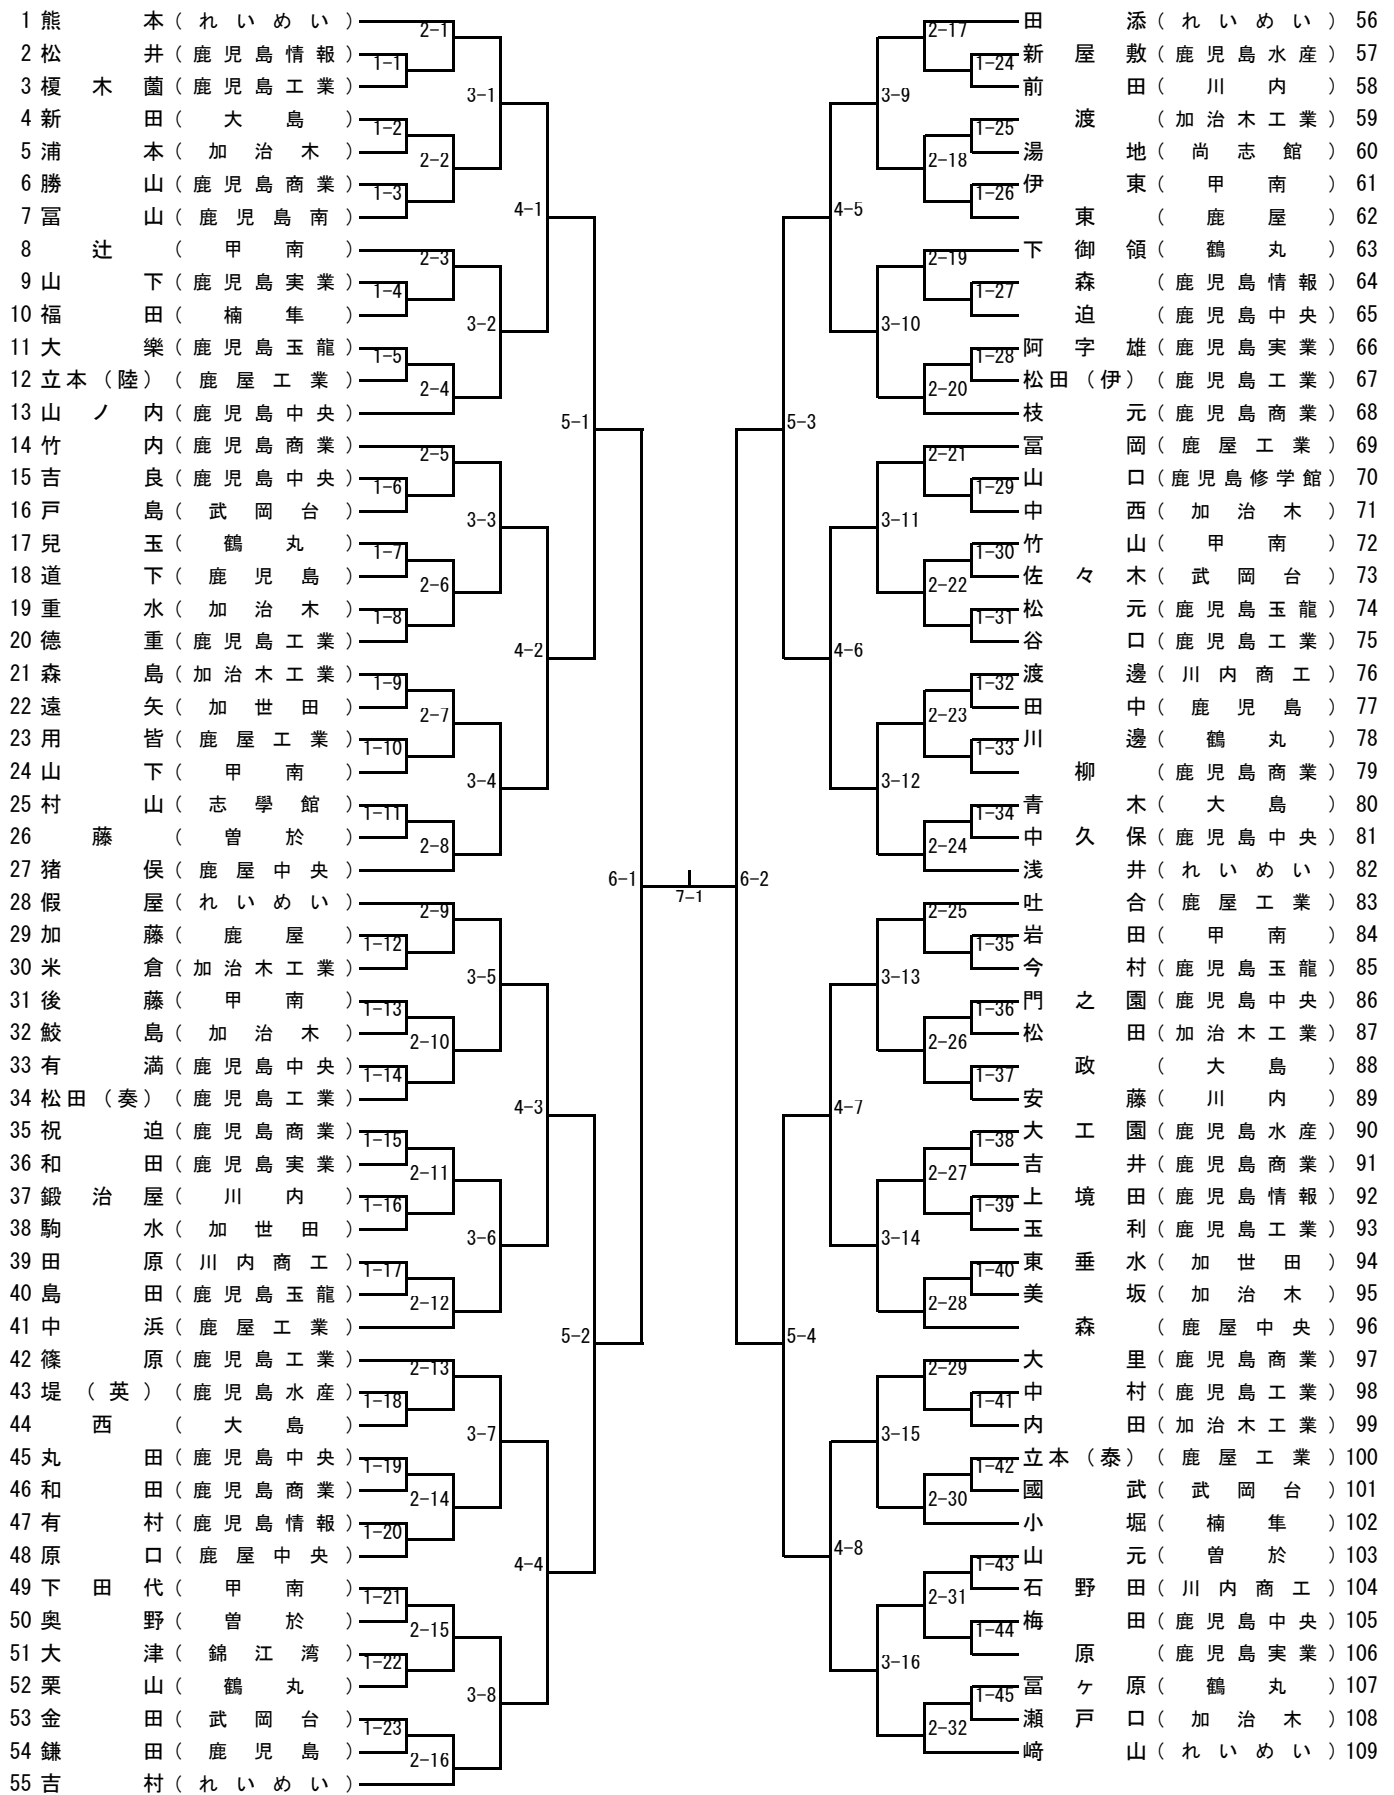 1 熊本（れいめい）
2 松井（鹿児島情報）
3 榎木薗（鹿児島工業）
4 新田（大島）
5 浦本（加治木）
6 勝山（鹿児島商業）
7 冨山（鹿児島南）
8 辻（甲南）
9 山下（鹿児島実業）
10 福田（楠隼）
11 大樂（鹿児島玉龍）
12 立本（陸）（鹿屋工業）
13 山ノ内（鹿児島中央）
14 竹内（鹿児島商業）
15 吉良（鹿児島中央）
16 戸島（武岡台）
17 兒玉（鶴丸）
18 道下（鹿児島）
19 重水（加治木）
20 德重（鹿児島工業）
21 森島（加治木工業）
22 遠矢（加世田）
23 用皆（鹿屋工業）
24 山下（甲南）
25 村山（志學館）
26 藤（曽於）
27 猪俣（鹿屋中央）
28 假屋（れいめい）
29 加藤（鹿屋）
30 米倉（加治木工業）
31 後藤（甲南）
32 鮫島（加治木）
33 有満（鹿児島中央）
34 松田（奏）（鹿児島工業）
35 祝迫（鹿児島商業）
36 和田（鹿児島実業）
37 鍛治屋（川内）
38 駒水（加世田）
39 田原（川内商工）
40 島田（鹿児島玉龍）
41 中浜（鹿屋工業）
42 篠原（鹿児島工業）
43 堤（英）（鹿児島水産）
44 西（大島）
45 丸田（鹿児島中央）
46 和田（鹿児島商業）
47 有村（鹿児島情報）
48 原口（鹿屋中央）
49 下田代（甲南）
50 奥野（曽於）
51 大津（錦江湾）
52 栗山（鶴丸）
53 金田（武岡台）
54 鎌田（鹿児島）
55 吉村（れいめい）
1-1
1-2
1-3
1-4
1-5
1-6
1-7
1-8
1-9
1-10
1-11
1-12
1-13
1-14
1-15
1-16
1-17
1-18
1-19
1-20
1-21
1-22
1-23
2-1
2-2
2-3
2-4
2-5
2-6
2-7
2-8
2-9
2-10
2-11
2-12
2-13
2-14
2-15
2-16
3-1
3-2
3-3
3-4
3-5
3-6
3-7
3-8
4-1
4-2
4-3
4-4
5-1
5-2
6-1
7-1
6-2
5-3
5-4
4-5
4-6
4-7
4-8
3-9
3-10
3-11
3-12
3-13
3-14
3-15
3-16
2-17
2-18
2-19
2-20
2-21
2-22
2-23
2-24
2-25
2-26
2-27
2-28
2-29
2-30
2-31
2-32
1-24
1-25
1-26
1-27
1-28
1-29
1-30
1-31
1-32
1-33
1-34
1-35
1-36
1-37
1-38
1-39
1-40
1-41
1-42
1-43
1-44
1-45
田添（れいめい）56
新屋敷（鹿児島水産）57
前田（川内）58
渡（加治木工業）59
湯地（尚志館）60
伊東（甲南）61
東（鹿屋）62
下御領（鶴丸）63
森（鹿児島情報）64
迫（鹿児島中央）65
阿字雄（鹿児島実業）66
松田（伊）（鹿児島工業）67
枝元（鹿児島商業）68
冨岡（鹿屋工業）69
山口（鹿児島修学館）70
中西（加治木）71
竹山（甲南）72
佐々木（武岡台）73
松元（鹿児島玉龍）74
谷口（鹿児島工業）75
渡邊（川内商工）76
田中（鹿児島）77
川邊（鶴丸）78
柳（鹿児島商業）79
青木（大島）80
中久保（鹿児島中央）81
浅井（れいめい）82
吐合（鹿屋工業）83
岩田（甲南）84
今村（鹿児島玉龍）85
門之園（鹿児島中央）86
松田（加治木工業）87
政（大島）88
安藤（川内）89
大工園（鹿児島水産）90
吉井（鹿児島商業）91
上境田（鹿児島情報）92
玉利（鹿児島工業）93
東垂水（加世田）94
美坂（加治木）95
森（鹿屋中央）96
大里（鹿児島商業）97
中村（鹿児島工業）98
内田（加治木工業）99
立本（泰）（鹿屋工業）100
國武（武岡台）101
小堀（楠隼）102
山元（曽於）103
石野田（川内商工）104
梅田（鹿児島中央）105
原（鹿児島実業）106
冨ヶ原（鶴丸）107
瀬戸口（加治木）108
﨑山（れいめい）109